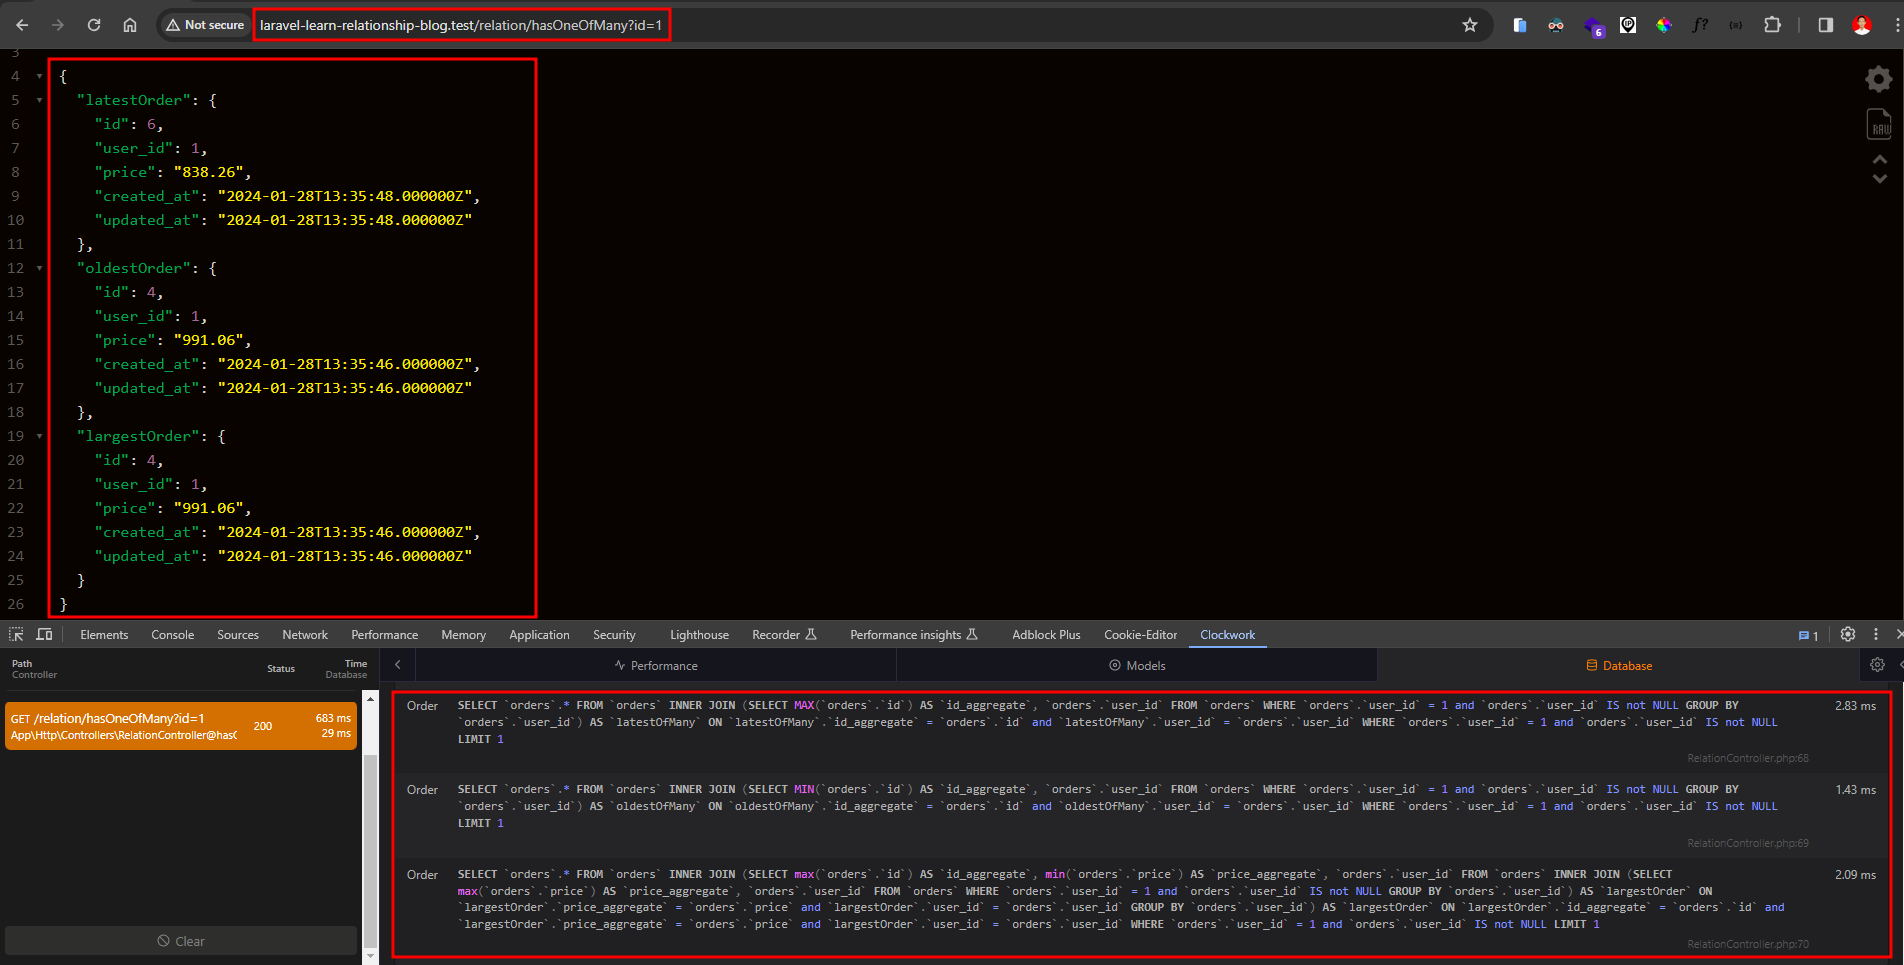 Not secure laravel-learn-relationship-blog.test/relation/hasOneOfMany?id=1
6
f?
3
4 {
5 "latestOrder": {
6 "id": 6,
7 "user_id": 1,
8 "price": "838.26",
9 "created_at": "2024-01-28T13:35:48.000000Z",
10 "updated_at": "2024-01-28T13:35:48.000000Z"
11 },
12 "oldestOrder": {
13 "id": 4,
14 "user_id": 1,
15 "price": "991.06",
16 "created_at": "2024-01-28T13:35:46.000000Z",
17 "updated_at": "2024-01-28T13:35:46.000000Z"
18 },
19 "largestOrder": {
20 "id": 4,
21 "user_id": 1,
22 "price": "991.06",
23 "created_at": "2024-01-28T13:35:46.000000Z",
24 "updated_at": "2024-01-28T13:35:46.000000Z"
25 }
26 }
RAW
Elements Console Sources Network Performance Memory Application Security Lighthouse Recorder Performance insights Adblock Plus Cookie-Editor Clockwork 1
Path Status Time
Controller Database
Performance Models Database
GET /relation/hasOneOfMany?id=1 200 683 ms
App\Http\Controllers\RelationController@hasO 29 ms
Clear
Order SELECT `orders`.* FROM `orders` INNER JOIN (SELECT MAX(`orders`.`id`) AS `id_aggregate`, `orders`.`user_id` FROM `orders` WHERE `orders`.`user_id` = 1 and `orders`.`user_id` IS not NULL GROUP BY 2.83 ms
`orders`.`user_id`) AS `latestOfMany` ON `latestOfMany`.`id_aggregate` = `orders`.`id` and `latestOfMany`.`user_id` = `orders`.`user_id` WHERE `orders`.`user_id` = 1 and `orders`.`user_id` IS not NULL
LIMIT 1
RelationController.php:68
Order SELECT `orders`.* FROM `orders` INNER JOIN (SELECT MIN(`orders`.`id`) AS `id_aggregate`, `orders`.`user_id` FROM `orders` WHERE `orders`.`user_id` = 1 and `orders`.`user_id` IS not NULL GROUP BY 1.43 ms
`orders`.`user_id`) AS `oldestOfMany` ON `oldestOfMany`.`id_aggregate` = `orders`.`id` and `oldestOfMany`.`user_id` = `orders`.`user_id` WHERE `orders`.`user_id` = 1 and `orders`.`user_id` IS not NULL
LIMIT 1
RelationController.php:69
Order SELECT `orders`.* FROM `orders` INNER JOIN (SELECT max(`orders`.`id`) AS `id_aggregate`, min(`orders`.`price`) AS `price_aggregate`, `orders`.`user_id` FROM `orders` INNER JOIN (SELECT 2.09 ms
max(`orders`.`price`) AS `price_aggregate`, `orders`.`user_id` FROM `orders` WHERE `orders`.`user_id` = 1 and `orders`.`user_id` IS not NULL GROUP BY `orders`.`user_id`) AS `largestOrder` ON
`largestOrder`.`price_aggregate` = `orders`.`price` and `largestOrder`.`user_id` = `orders`.`user_id` GROUP BY `orders`.`user_id`) AS `largestOrder` ON `largestOrder`.`id_aggregate` = `orders`.`id` and
`largestOrder`.`price_aggregate` = `orders`.`price` and `largestOrder`.`user_id` = `orders`.`user_id` WHERE `orders`.`user_id` = 1 and `orders`.`user_id` IS not NULL LIMIT 1
RelationController.php:70